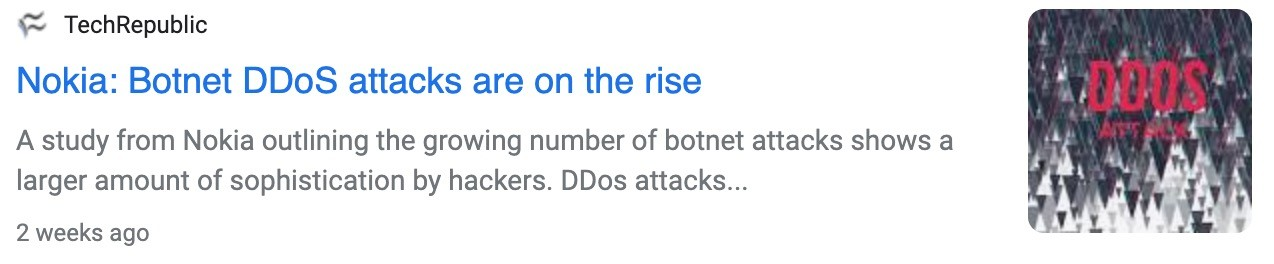 TechRepublic
Nokia: Botnet DDoS attacks are on the rise
A study from Nokia outlining the growing number of botnet attacks shows a
larger amount of sophistication by hackers. DDos attacks...
2 weeks ago
DDOS
ATTACK